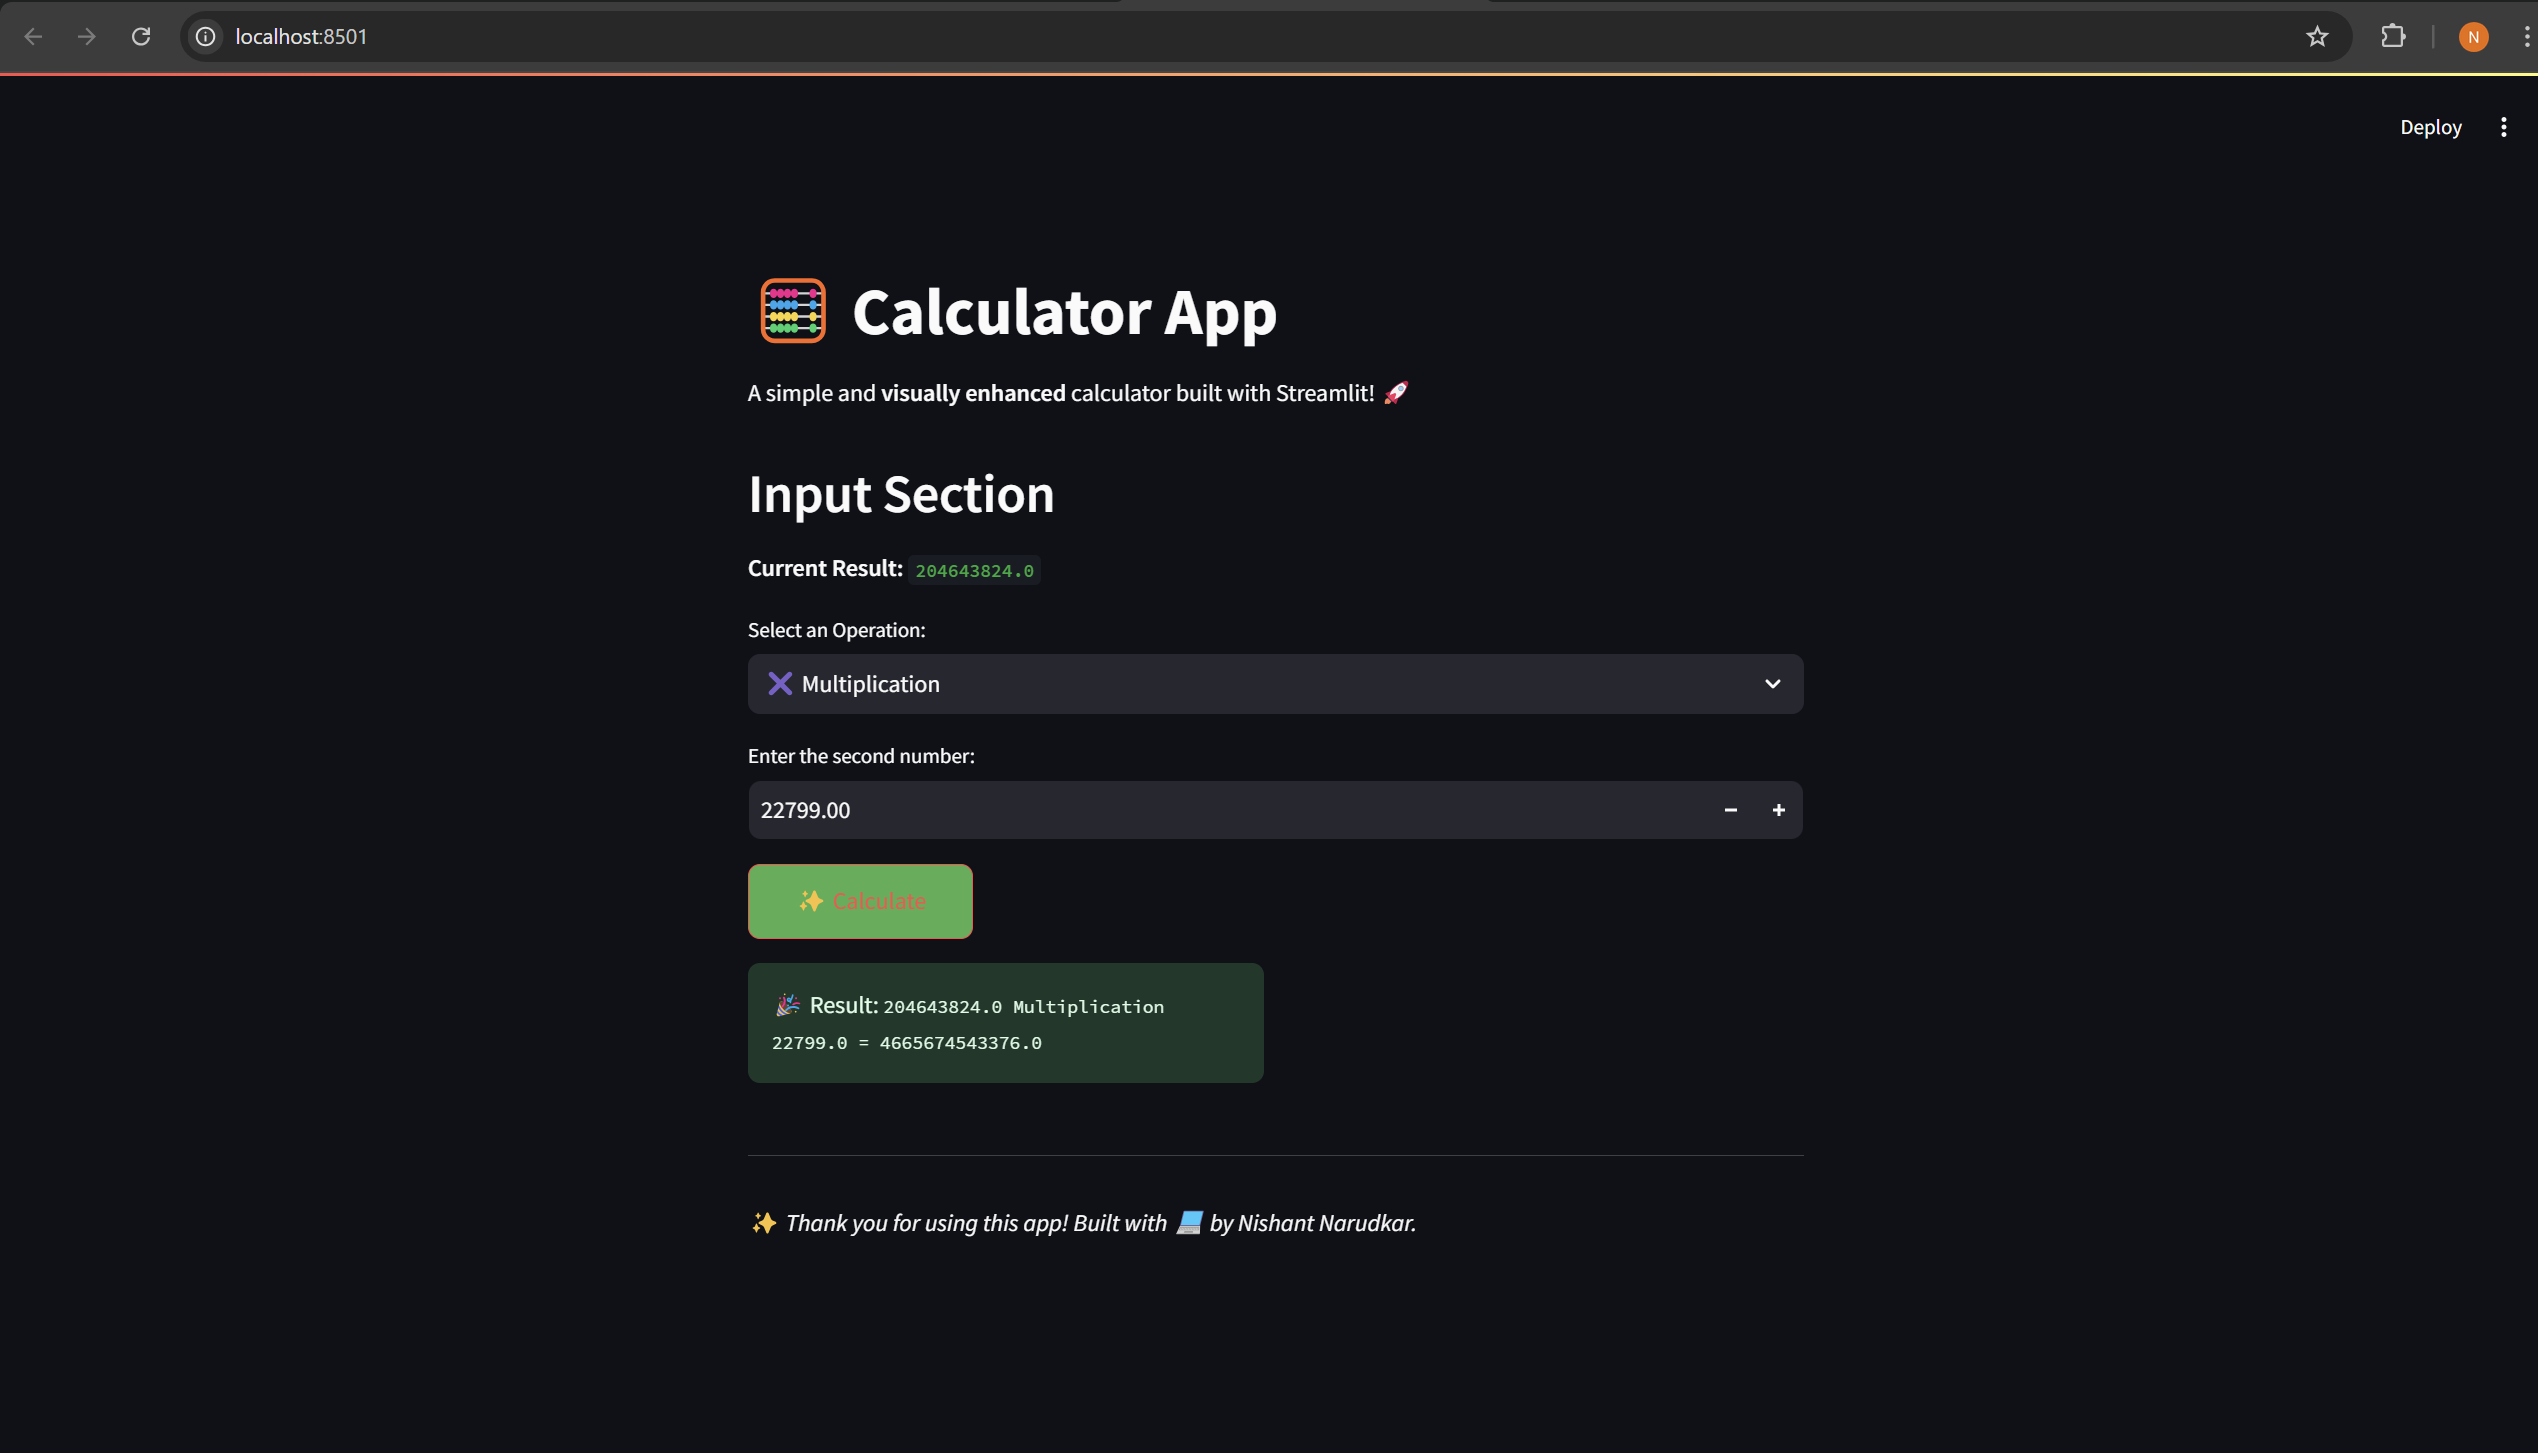 localhost:8501
N
Deploy
Calculator App
A simple and visually enhanced calculator built with Streamlit! 🚀
Input Section
Current Result: 204643824.0
Select an Operation:
✖️ Multiplication
Enter the second number:
22799.00
✨ Calculate
🎉 Result: 204643824.0 Multiplication
22799.0 = 4665674543376.0
✨ Thank you for using this app! Built with 💻 by Nishant Narudkar.